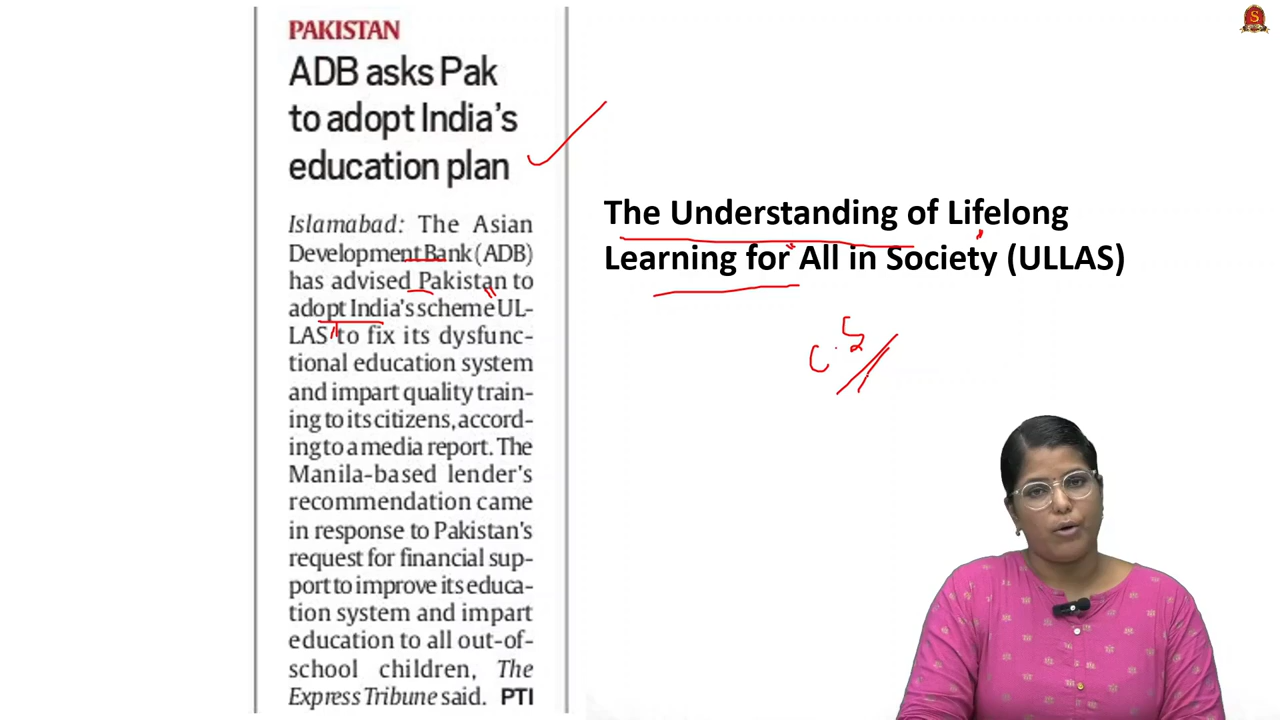 PAKISTAN
ADB asks Pak
to adopt India's
education plan
Islamabad: The Asian
Development Bank (ADB)
has advised Pakistan to
adopt India's scheme UL-
LAS to fix its dysfunc-
tional education system
and impart quality train-
ing to its citizens, accord-
ing to a media report. The
Manila-based lender's
recommendation came
in response to Pakistan's
request for financial sup-
port to improve its educa-
tion system and impart
education to all out-of-
school children, The
Express Tribune said. PTI
The Understanding of Lifelong
Learning for All in Society (ULLAS)